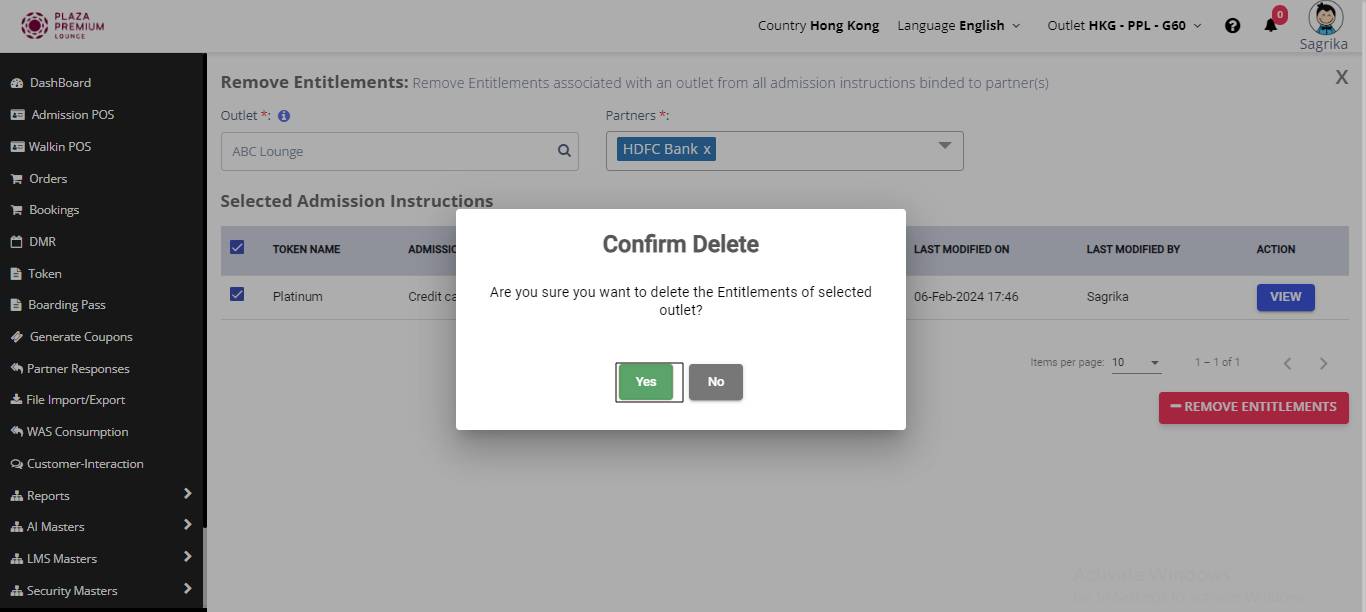 PLAZA
PREMIUM
LOUNGE
Country Hong Kong
Language English
Outlet HKG - PPL - G60
0
Sagrika
DashBoard
Admission POS
Walkin POS
Orders
Bookings
DMR
Token
Boarding Pass
Generate Coupons
Partner Responses
File Import/Export
WAS Consumption
Customer-Interaction
Reports
AI Masters
LMS Masters
Security Masters
Remove Entitlements: Remove Entitlements associated with an outlet from all admission instructions binded to partner(s)
X
Outlet *:
Partners *:
ABC Lounge
HDFC Bank x
Selected Admission Instructions
TOKEN NAME
LAST MODIFIED ON
LAST MODIFIED BY
ACTION
Platinum
Credit
06-Feb-2024 17:46
Sagrika
VIEW
Confirm Delete
Are you sure you want to delete the Entitlements of selected
outlet?
Yes
No
Items per page: 10
1 – 1 of 1
REMOVE ENTITLEMENTS
Activate Windows